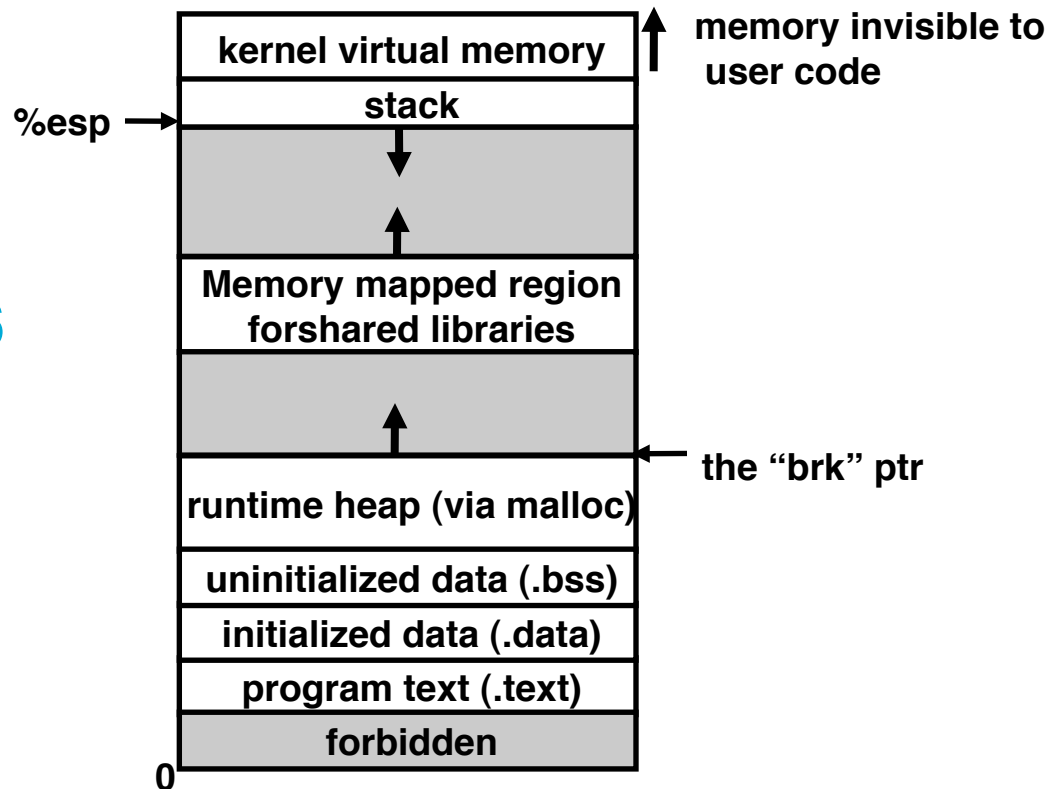 kernel virtual memory
memory invisible to
user code
stack
%esp
Memory mapped region
forshared libraries
the “brk” ptr
runtime heap (via malloc)
uninitialized data (.bss)
initialized data (.data)
program text (.text)
forbidden
0